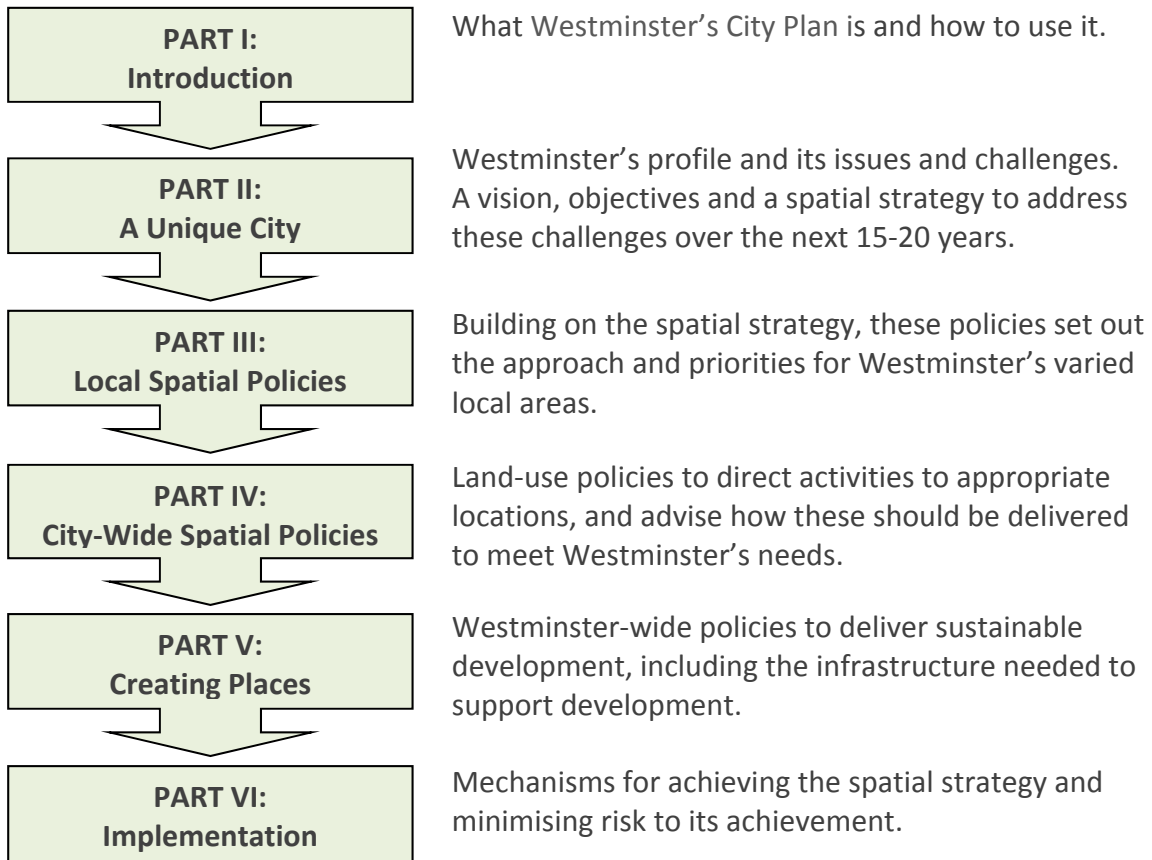 PART I:
Introduction
What Westminster’s City Plan is and how to use it.
PART II:
A Unique City
Westminster’s profile and its issues and challenges.
A vision, objectives and a spatial strategy to address
these challenges over the next 15-20 years.
PART III:
Local Spatial Policies
Building on the spatial strategy, these policies set out
the approach and priorities for Westminster’s varied
local areas.
PART IV:
City-Wide Spatial Policies
Land-use policies to direct activities to appropriate
locations, and advise how these should be delivered
to meet Westminster’s needs.
PART V:
Creating Places
Westminster-wide policies to deliver sustainable
development, including the infrastructure needed to
support development.
PART VI:
Implementation
Mechanisms for achieving the spatial strategy and
minimising risk to its achievement.